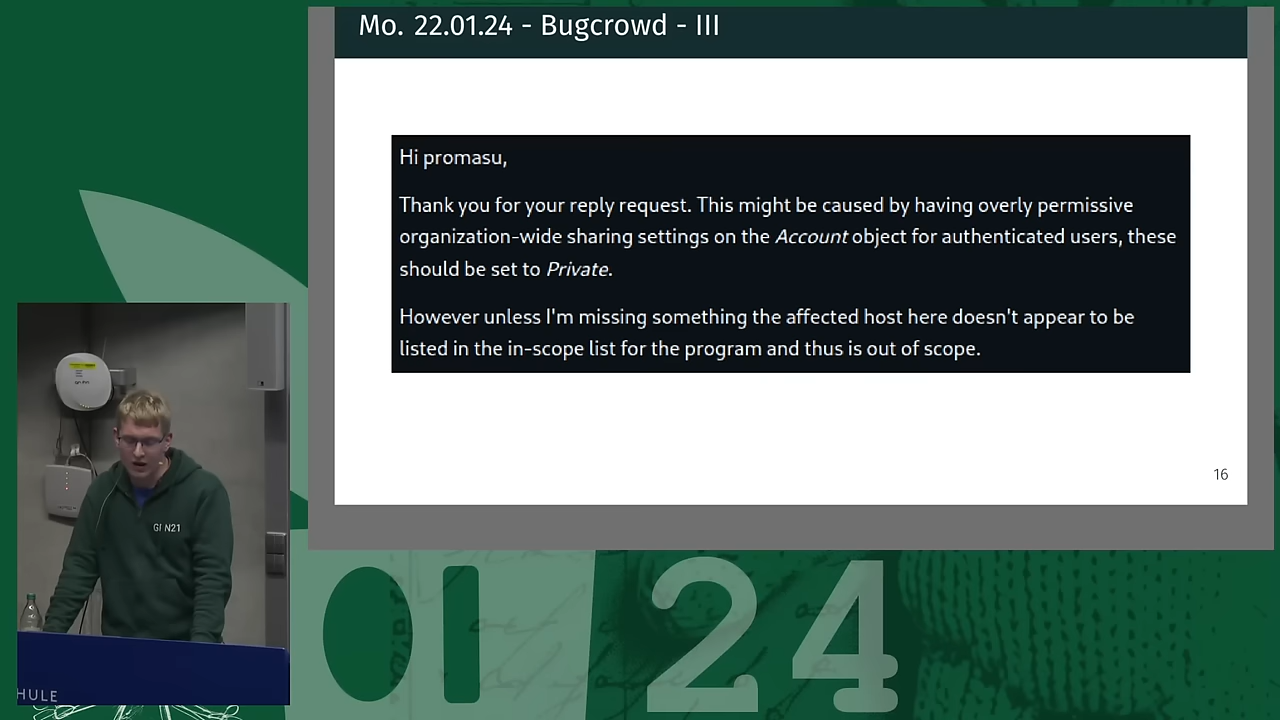 Mo. 22.01.24 - Bugcrowd - III
Hi promasu,
Thank you for your reply request. This might be caused by having overly permissive
organization-wide sharing settings on the Account object for authenticated users, these
should be set to Private.
However unless I'm missing something the affected host here doesn't appear to be
listed in the in-scope list for the program and thus is out of scope.
16
N21
HULE
24